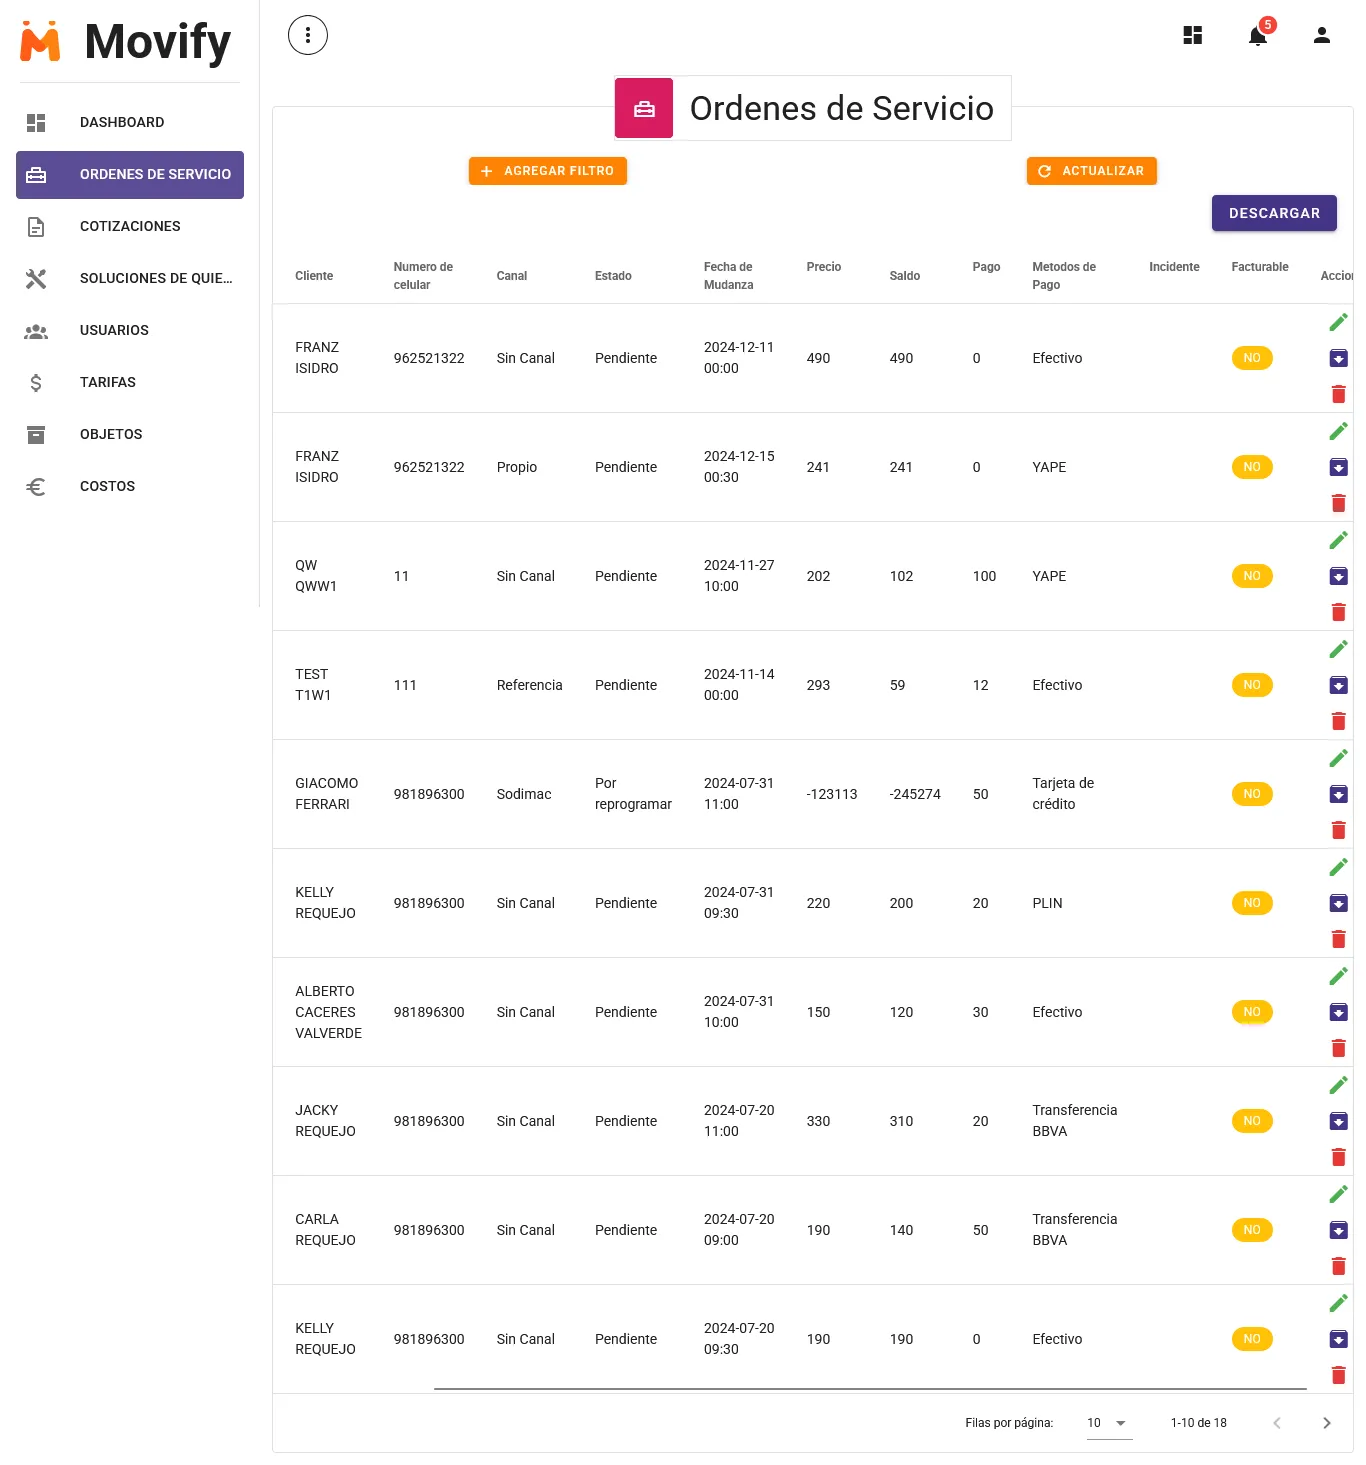 Movify
5
DASHBOARD
ORDENES DE SERVICIO
COTIZACIONES
SOLUCIONES DE QUIE...
USUARIOS
TARIFAS
OBJETOS
COSTOS
Ordenes de Servicio
AGREGAR FILTRO
ACTUALIZAR
DESCARGAR
Cliente Numero de celular Canal Estado Fecha de Mudanza Precio Saldo Pago Metodos de Pago Incidente Facturable Accion
FRANZ ISIDRO 962521322 Sin Canal Pendiente 2024-12-11 00:00 490 490 0 Efectivo NO
FRANZ ISIDRO 962521322 Propio Pendiente 2024-12-15 00:30 241 241 0 YAPE NO
QW QWW1 11 Sin Canal Pendiente 2024-11-27 10:00 202 102 100 YAPE NO
TEST T1W1 111 Referencia Pendiente 2024-11-14 00:00 293 59 12 Efectivo NO
GIACOMO FERRARI 981896300 Sodimac Por reprogramar 2024-07-31 11:00 -123113 -245274 50 Tarjeta de crédito NO
KELLY REQUEJO 981896300 Sin Canal Pendiente 2024-07-31 09:30 220 200 20 PLIN NO
ALBERTO CACERES VALVERDE 981896300 Sin Canal Pendiente 2024-07-31 10:00 150 120 30 Efectivo NO
JACKY REQUEJO 981896300 Sin Canal Pendiente 2024-07-20 11:00 330 310 20 Transferencia BBVA NO
CARLA REQUEJO 981896300 Sin Canal Pendiente 2024-07-20 09:00 190 140 50 Transferencia BBVA NO
KELLY REQUEJO 981896300 Sin Canal Pendiente 2024-07-20 09:30 190 190 0 Efectivo NO
Filas por página: 10 1-10 de 18